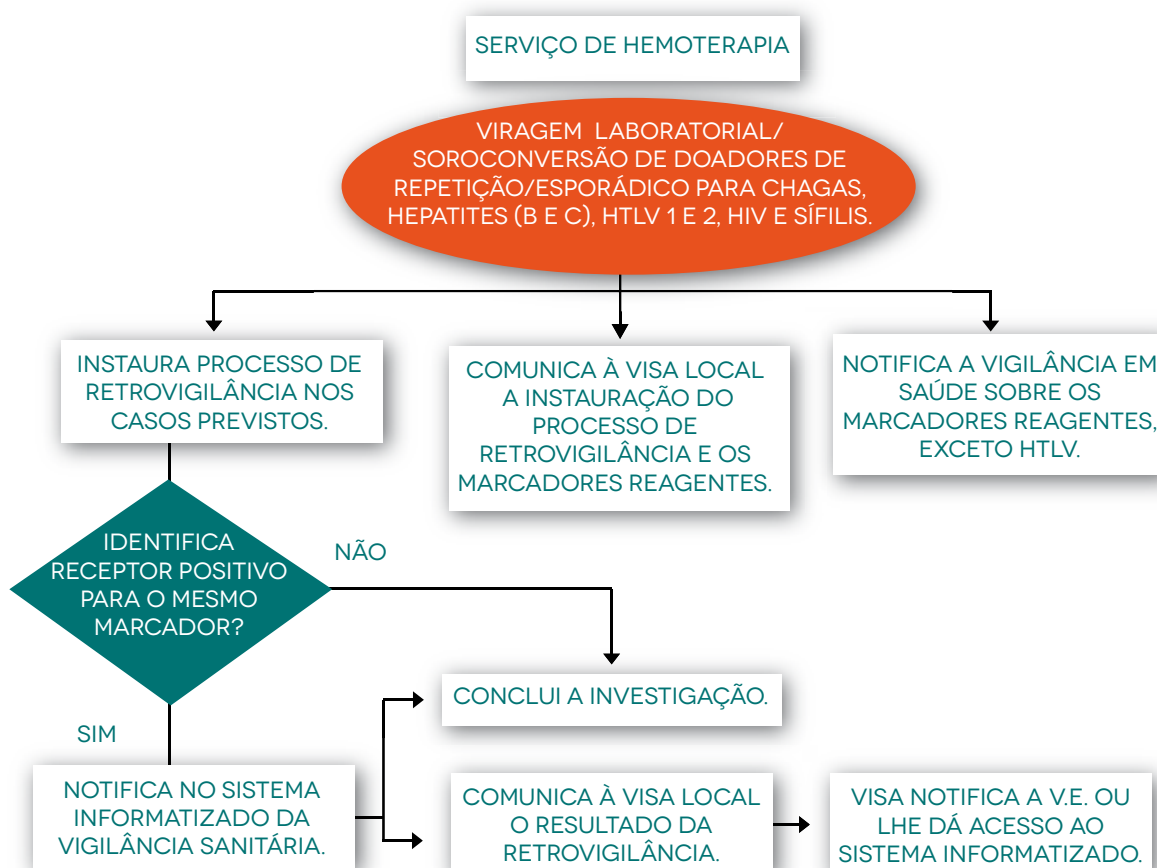 SERVIÇO DE HEMOTERAPIA
VIRAGEM LABORATORIAL/
SOROCONVERSÃO DE DOADORES DE
REPETIÇÃO/ESPORÁDICO PARA CHAGAS,
HEPATITES (B E C), HTLV 1 E 2, HIV E SÍFILIS.
INSTAURA PROCESSO DE
RETROVIGILÂNCIA NOS
CASOS PREVISTOS.
COMUNICA À VISA LOCAL
A INSTAURAÇÃO DO
PROCESSO DE
RETROVIGILÂNCIA E OS
MARCADORES REAGENTES.
NOTIFICA A VIGILÂNCIA EM
SAÚDE SOBRE OS
MARCADORES REAGENTES,
EXCETO HTLV.
IDENTIFICA
RECEPTOR POSITIVO
PARA O MESMO
MARCADOR?
NÃO
CONCLUI A INVESTIGAÇÃO.
SIM
NOTIFICA NO SISTEMA
INFORMATIZADO DA
VIGILÂNCIA SANITÁRIA.
COMUNICA À VISA LOCAL
O RESULTADO DA
RETROVIGILÂNCIA.
VISA NOTIFICA A V.E. OU
LHE DÁ ACESSO AO
SISTEMA INFORMATIZADO.